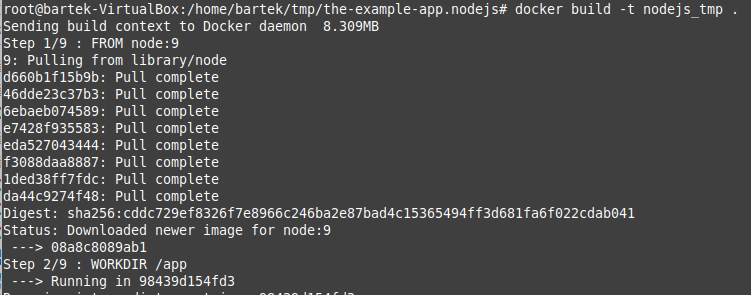 root@bartek-VirtualBox:/home/bartek/tmp/the-example-app.nodejs# docker build -t nodejs_tmp .
Sending build context to Docker daemon  8.309MB
Step 1/9 : FROM node:9
9: Pulling from library/node
d660b1f15b9b: Pull complete
46dde23c37b3: Pull complete
6ebaeb074589: Pull complete
e7428f935583: Pull complete
eda527043444: Pull complete
f3088daa8887: Pull complete
1ded38ff7fdc: Pull complete
da44c9274f48: Pull complete
Digest: sha256:cddc729ef8326f7e8966c246ba2e87bad4c15365494ff3d681fa6f022cdab041
Status: Downloaded newer image for node:9
 ---> 08a8c8089ab1
Step 2/9 : WORKDIR /app
 ---> Running in 98439d154fd3